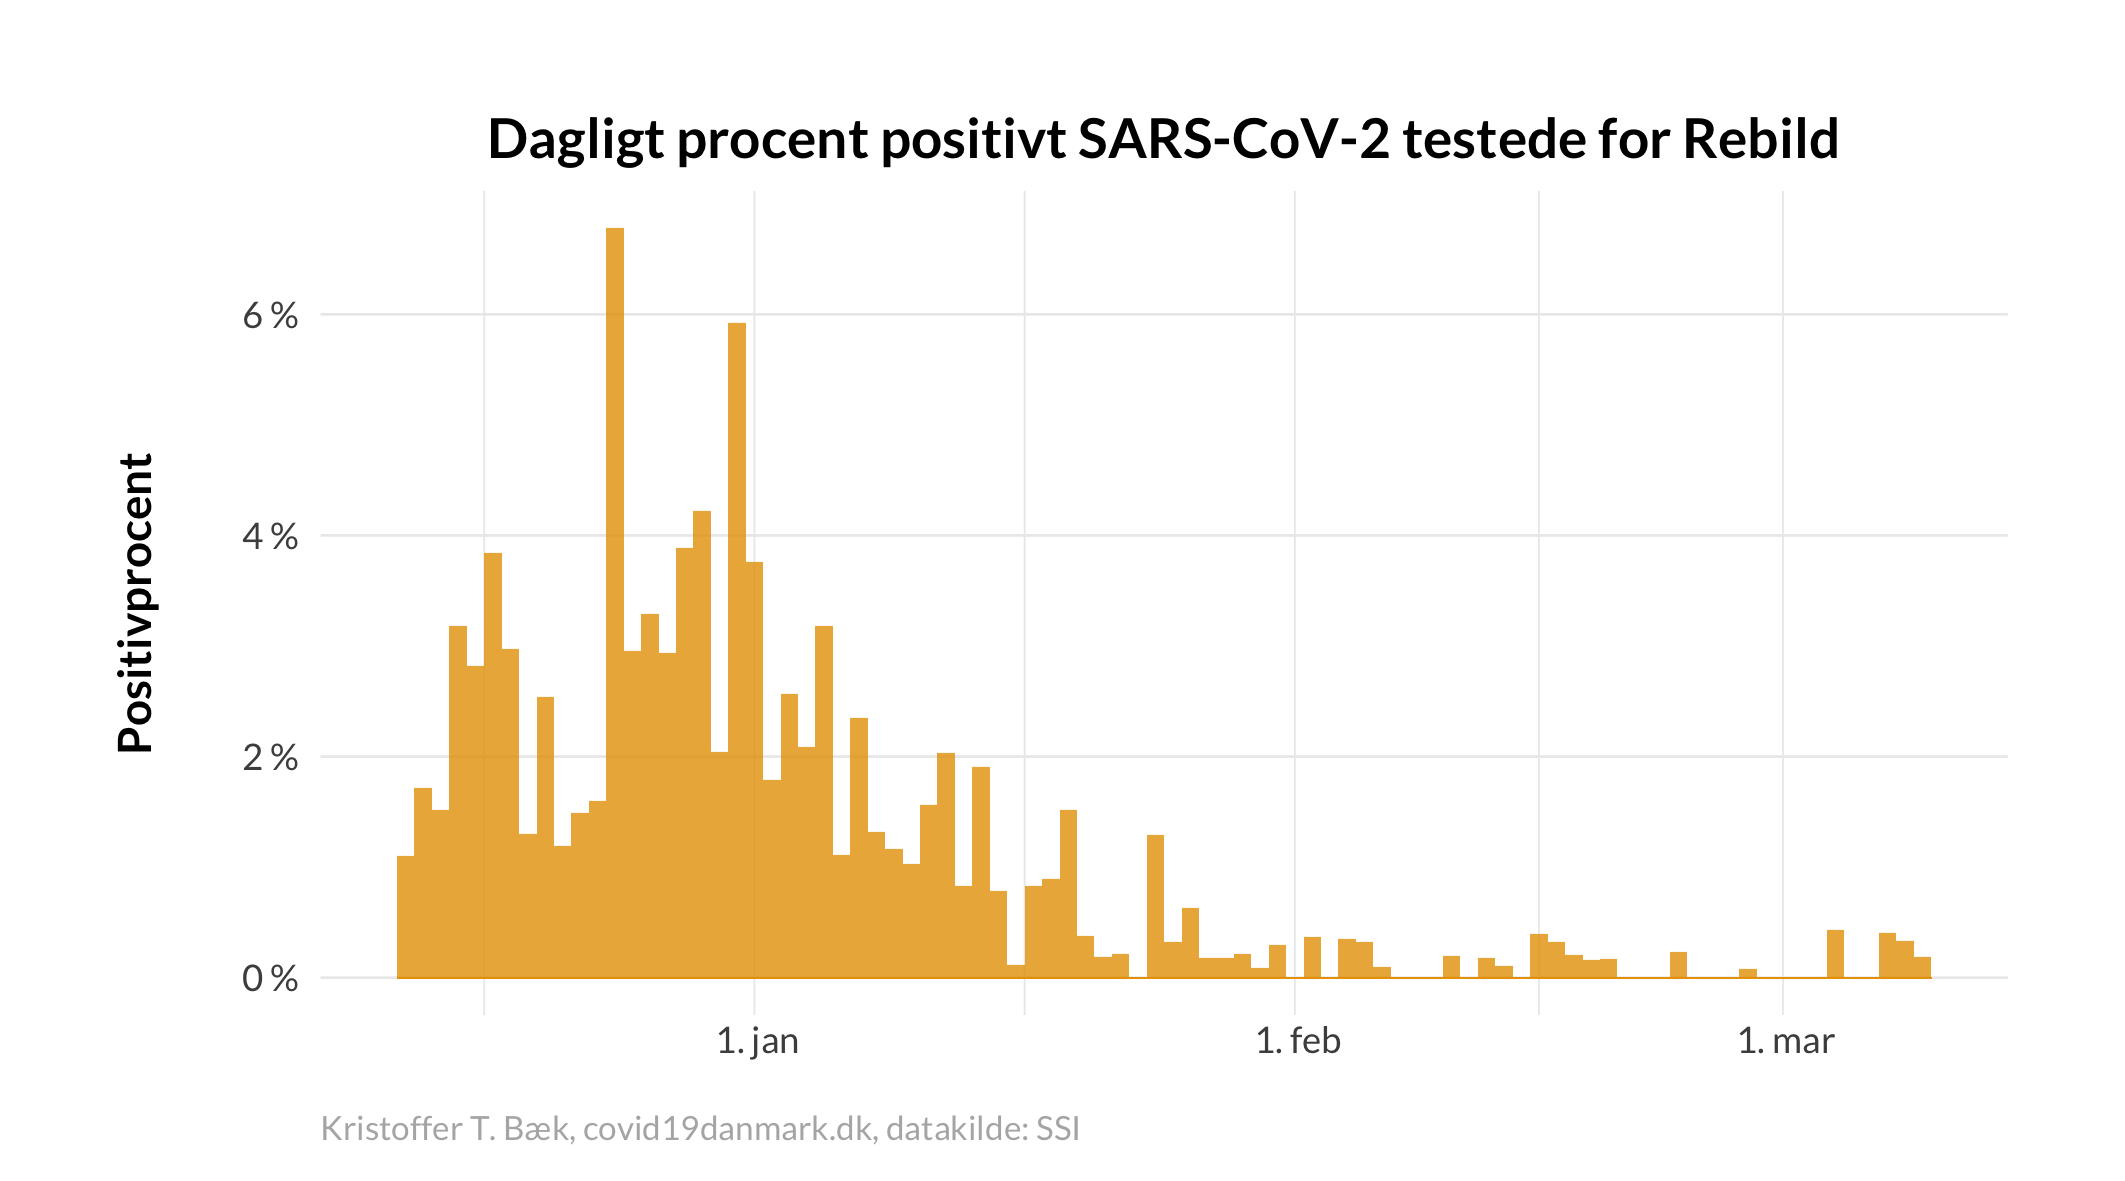 Dagligt procent positivt SARS-CoV-2 testede for Rebild
Positivprocent
6 %
4 %
2 %
0 %
1. jan
1. feb
1. mar
Kristoffer T. Bæk, covid19danmark.dk, datakilde: SSI